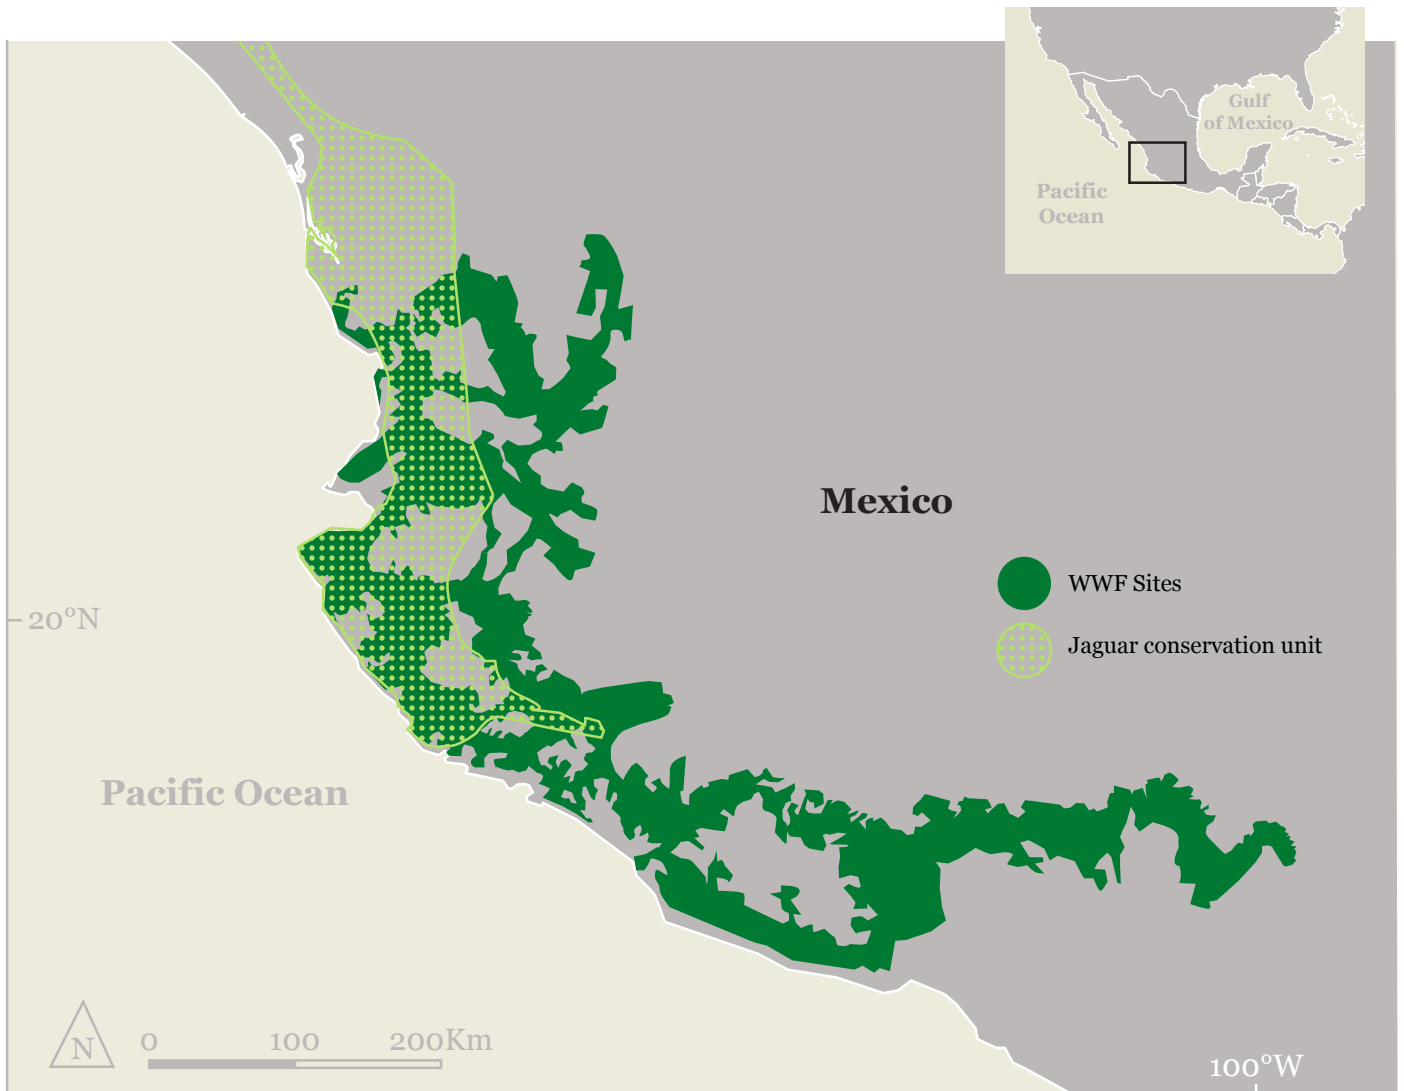 Gulf
of Mexico
Pacific
Ocean
Mexico
WWF Sites
20°N
Jaguar conservation unit
Pacific Ocean
N
0 100 200Km
100°W